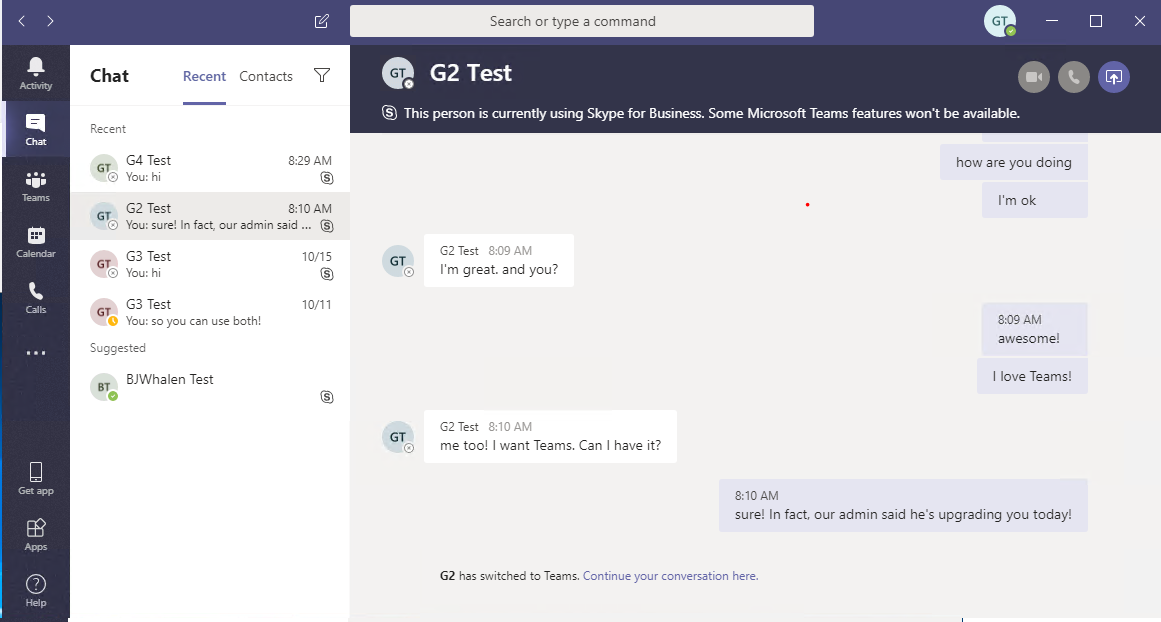 Search or type a command
GT
Activity
Chat
Teams
Calendar
Calls
Get app
Apps
Help
Chat
Recent
Contacts
Recent
GT
G4 Test
8:29 AM
You: hi
GT
G2 Test
8:10 AM
You: sure! In fact, our admin said ...
GT
G3 Test
10/15
You: hi
GT
G3 Test
10/11
You: so you can use both!
Suggested
BT
BJWhalen Test
GT
G2 Test
This person is currently using Skype for Business. Some Microsoft Teams features won't be available.
how are you doing
I'm ok
GT
G2 Test 8:09 AM
I'm great. and you?
8:09 AM
awesome!
I love Teams!
GT
G2 Test 8:10 AM
me too! I want Teams. Can I have it?
8:10 AM
sure! In fact, our admin said he's upgrading you today!
G2 has switched to Teams. Continue your conversation here.